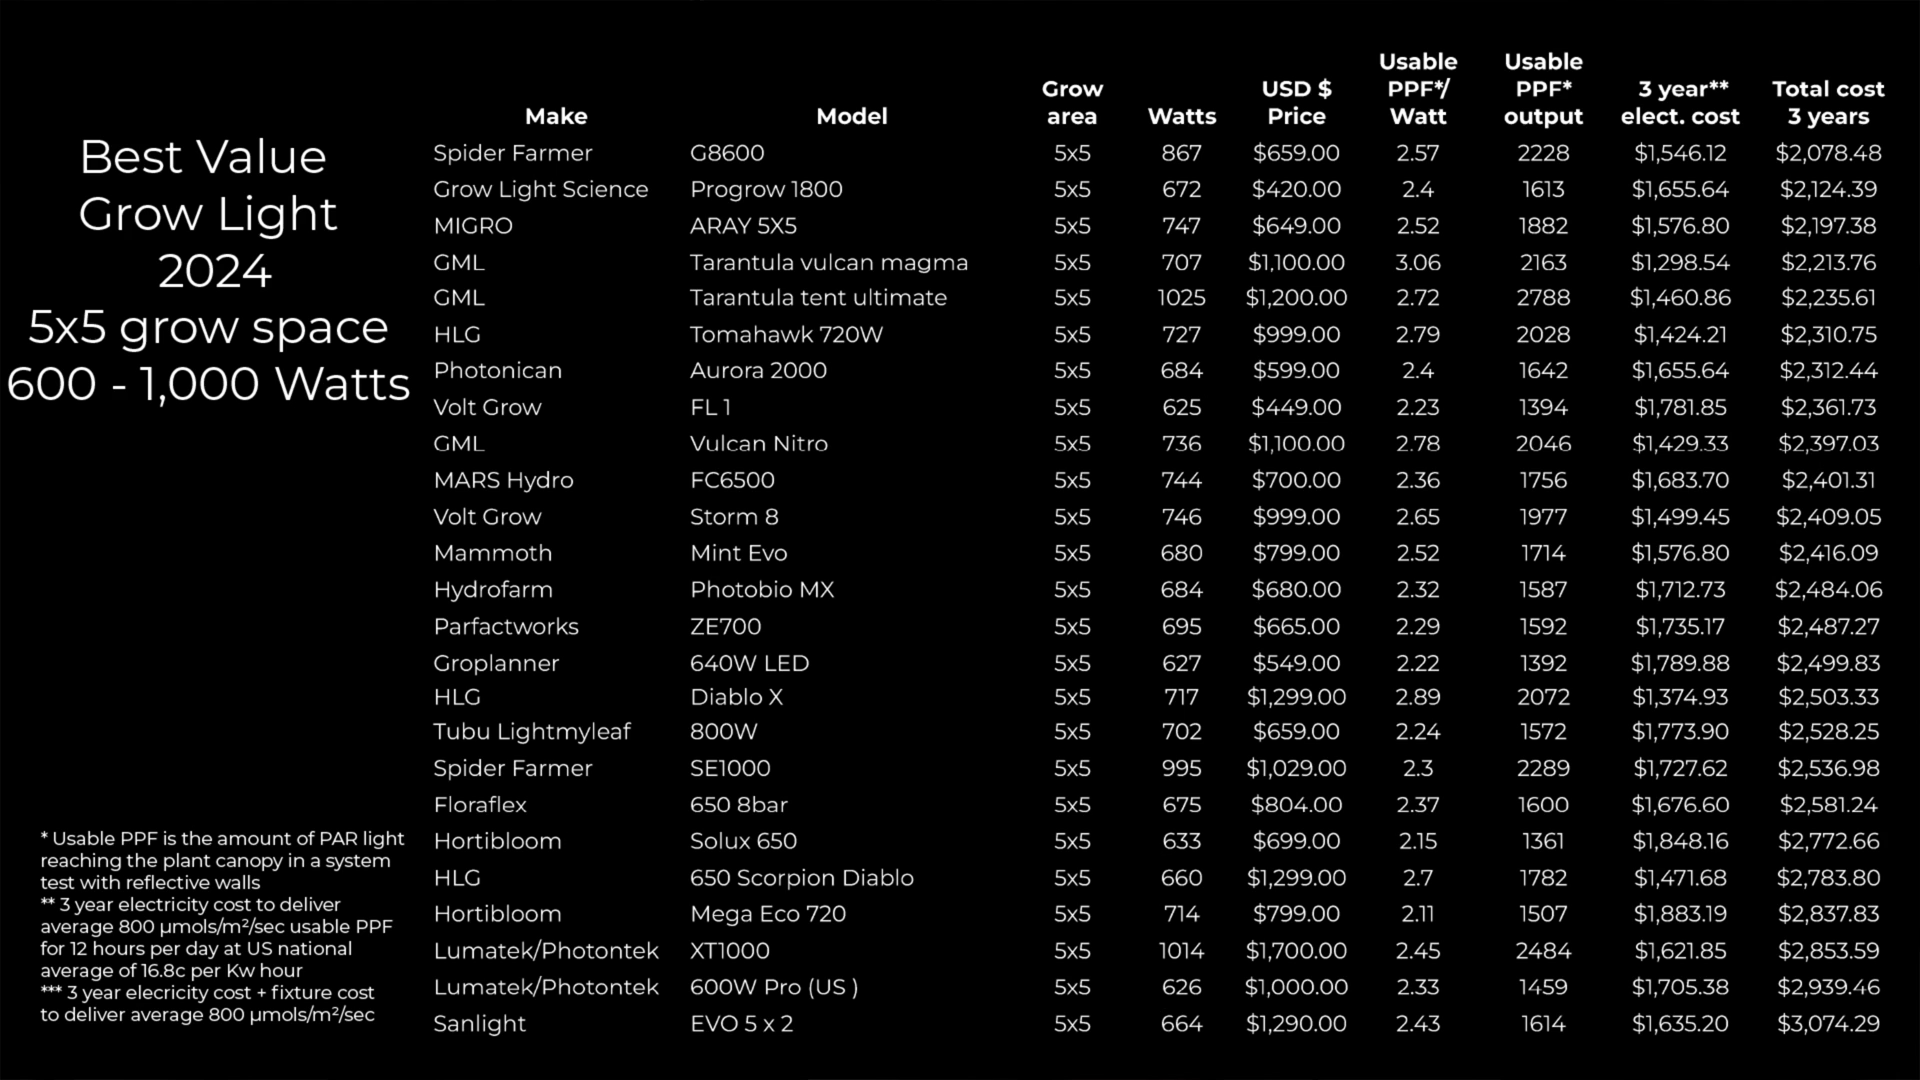 Best Value
Grow Light
2024
5x5 grow space
600 - 1,000 Watts
Make Model Grow area Watts USD $ Price Usable PPF*/ Watt Usable PPF* output 3 year** elect. cost Total cost 3 years
Spider Farmer G8600 5x5 867 $659.00 2.57 2228 $1,546.12 $2,078.48
Grow Light Science Progrow 1800 5x5 672 $420.00 2.4 1613 $1,655.64 $2,124.39
MIGRO ARAY 5X5 5x5 747 $649.00 2.52 1882 $1,576.80 $2,197.38
GML Tarantula vulcan magma 5x5 707 $1,100.00 3.06 2163 $1,298.54 $2,213.76
GML Tarantula tent ultimate 5x5 1025 $1,200.00 2.72 2788 $1,460.86 $2,235.61
HLG Tomahawk 720W 5x5 727 $999.00 2.79 2028 $1,424.21 $2,310.75
Photonican Aurora 2000 5x5 684 $599.00 2.4 1642 $1,655.64 $2,312.44
Volt Grow FL 1 5x5 625 $449.00 2.23 1394 $1,781.85 $2,361.73
GML Vulcan Nitro 5x5 736 $1,100.00 2.78 2046 $1,429.33 $2,397.03
MARS Hydro FC6500 5x5 744 $700.00 2.36 1756 $1,683.70 $2,401.31
Volt Grow Storm 8 5x5 746 $999.00 2.65 1977 $1,499.45 $2,409.05
Mammoth Mint Evo 5x5 680 $799.00 2.52 1714 $1,576.80 $2,416.09
Hydrofarm Photobio MX 5x5 684 $680.00 2.32 1587 $1,712.73 $2,484.06
Parfactworks ZE700 5x5 695 $665.00 2.29 1592 $1,735.17 $2,487.27
Groplanner 640W LED 5x5 627 $549.00 2.22 1392 $1,789.88 $2,499.83
HLG Diablo X 5x5 717 $1,299.00 2.89 2072 $1,374.93 $2,503.33
Tubu Lightmyleaf 800W 5x5 702 $659.00 2.24 1572 $1,773.90 $2,528.25
Spider Farmer SE1000 5x5 995 $1,029.00 2.3 2289 $1,727.62 $2,536.98
Floraflex 650 8bar 5x5 675 $804.00 2.37 1600 $1,676.60 $2,581.24
Hortibloom Solux 650 5x5 633 $699.00 2.15 1361 $1,848.16 $2,772.66
HLG 650 Scorpion Diablo 5x5 660 $1,299.00 2.7 1782 $1,471.68 $2,783.80
Hortibloom Mega Eco 720 5x5 714 $799.00 2.11 1507 $1,883.19 $2,837.83
Lumatek/Photontek XT1000 5x5 1014 $1,700.00 2.45 2484 $1,621.85 $2,853.59
Lumatek/Photontek 600W Pro (US ) 5x5 626 $1,000.00 2.33 1459 $1,705.38 $2,939.46
Sanlight EVO 5 x 2 5x5 664 $1,290.00 2.43 1614 $1,635.20 $3,074.29
* Usable PPF is the amount of PAR light
reaching the plant canopy in a system
test with reflective walls
** 3 year electricity cost to deliver
average 800 µmols/m²/sec usable PPF
for 12 hours per day at US national
average of 16.8c per Kw hour
*** 3 year elecricity cost + fixture cost
to deliver average 800 µmols/m²/sec